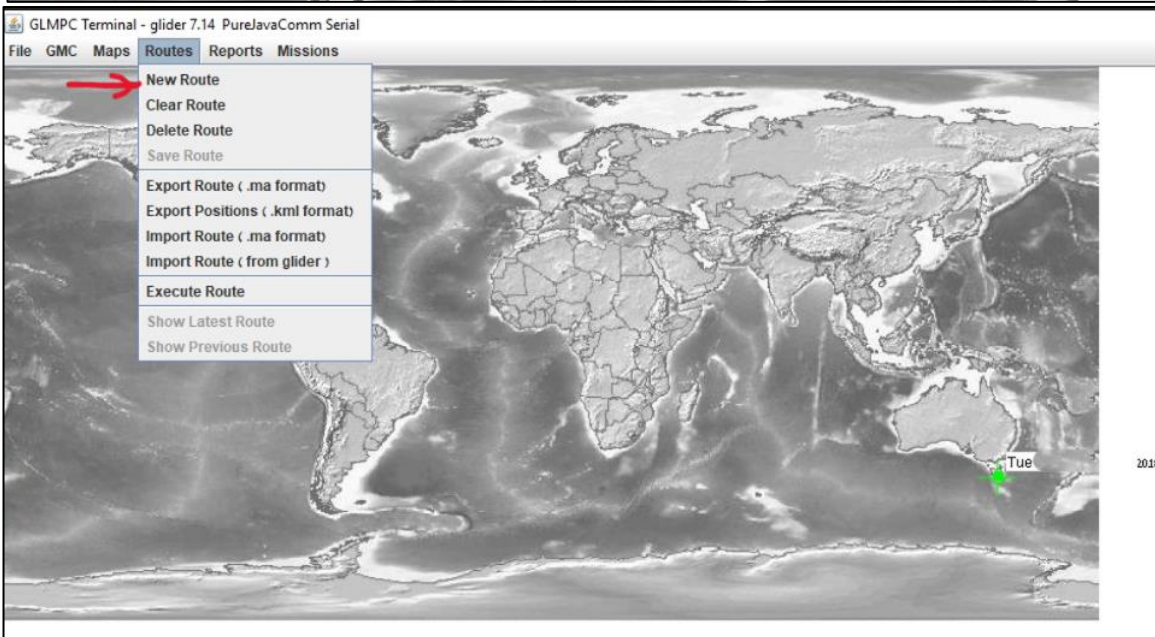 GLMPC Terminal - glider 7.14 PureJavaComm Serial
File GMC Maps Routes Reports Missions
New Route
Clear Route
Delete Route
Save Route
Export Route ( .ma format)
Export Positions ( .kml format)
Import Route ( .ma format)
Import Route ( from glider )
Execute Route
Show Latest Route
Show Previous Route
Tue
2018